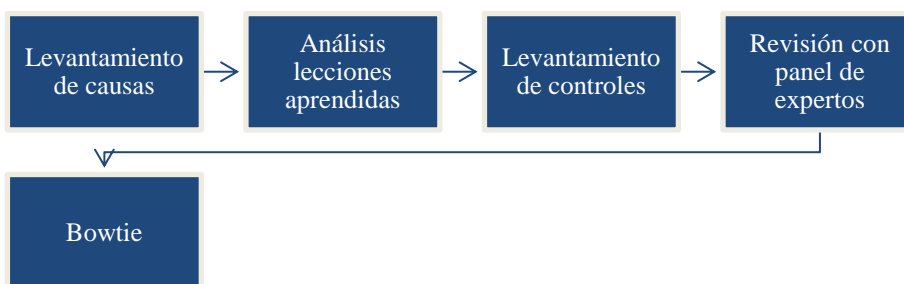 Levantamiento
de causas
Análisis
lecciones
aprendidas
Levantamiento
de controles
Revisión con
panel de
expertos
Bowtie